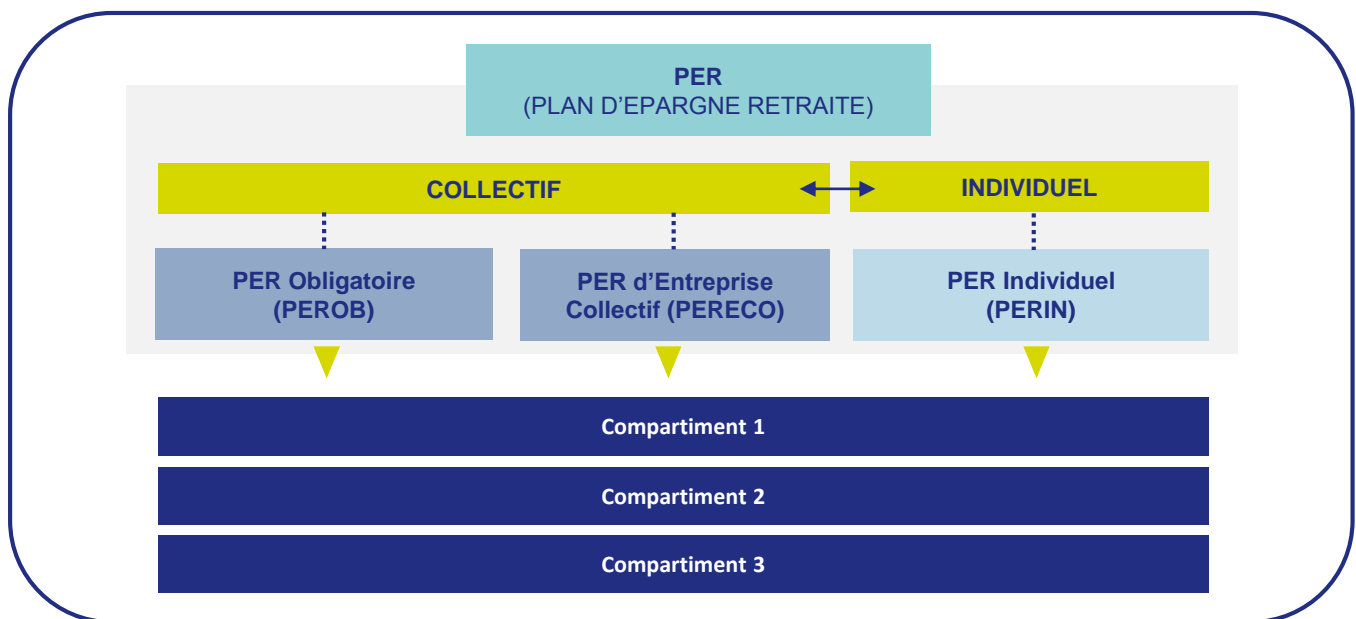 PER
(PLAN D'EPARGNE RETRAITE)
COLLECTIF
INDIVIDUEL
PER Obligatoire
(PEROB)
PER d’Entreprise
Collectif (PERECO)
PER Individuel
(PERIN)
Compartiment 1
Compartiment 2
Compartiment 3